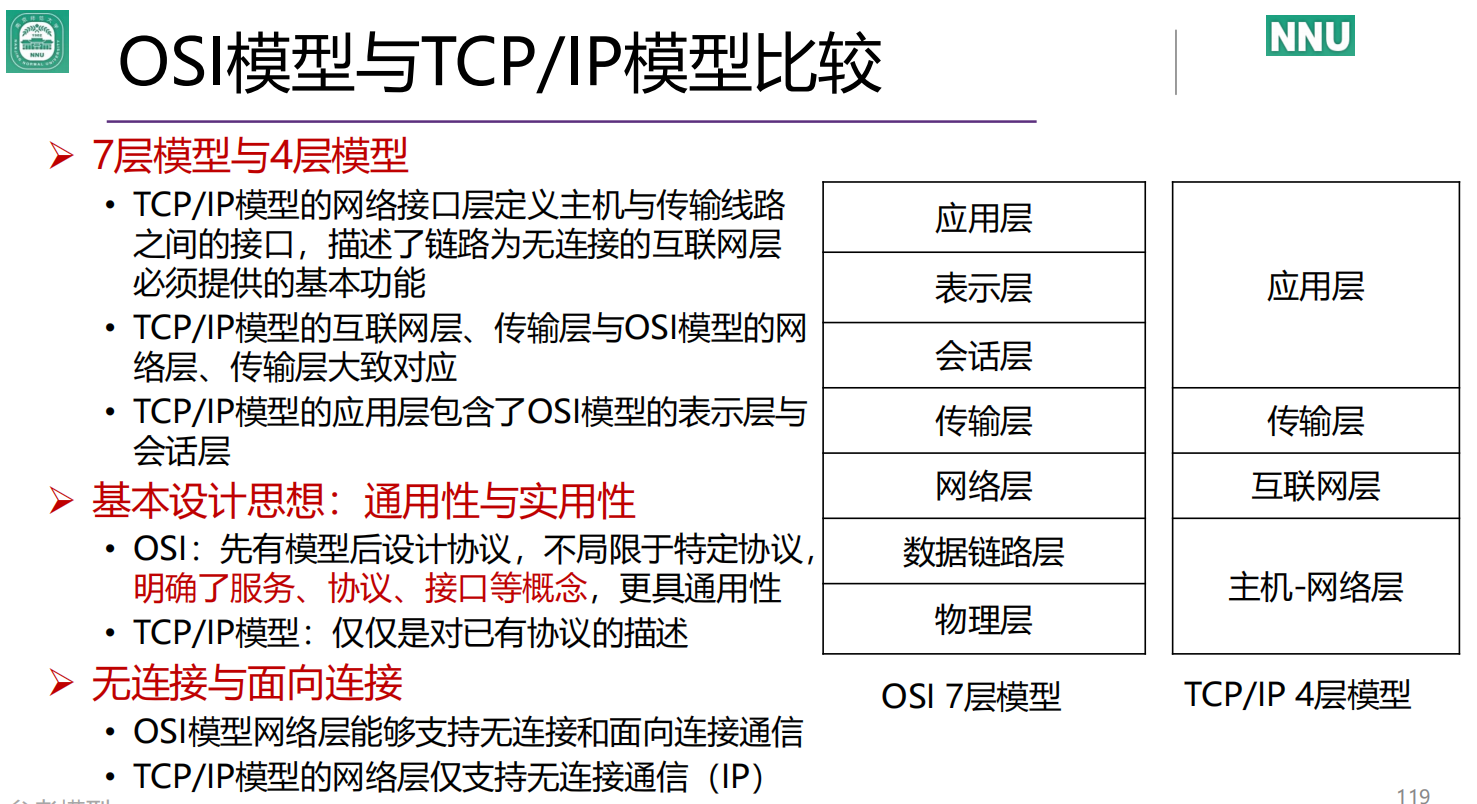 OSI模型与TCP/IP模型比较
NNU
NNU
7层模型与4层模型
• TCP/IP模型的网络接口层定义主机与传输线路
之间的接口，描述了链路为无连接的互联网层
必须提供的基本功能
• TCP/IP模型的互联网层、传输层与OSI模型的网
络层、传输层大致对应
• TCP/IP模型的应用层包含了OSI模型的表示层与
会话层
基本设计思想：通用性与实用性
• OSI：先有模型后设计协议，不局限于特定协议，
明确了服务、协议、接口等概念，更具通用性
• TCP/IP模型：仅仅是对已有协议的描述
无连接与面向连接
• OSI模型网络层能够支持无连接和面向连接通信
• TCP/IP模型的网络层仅支持无连接通信（IP）
应用层
表示层
会话层
传输层
网络层
数据链路层
物理层
OSI 7层模型
应用层
传输层
互联网层
主机-网络层
TCP/IP 4层模型
119